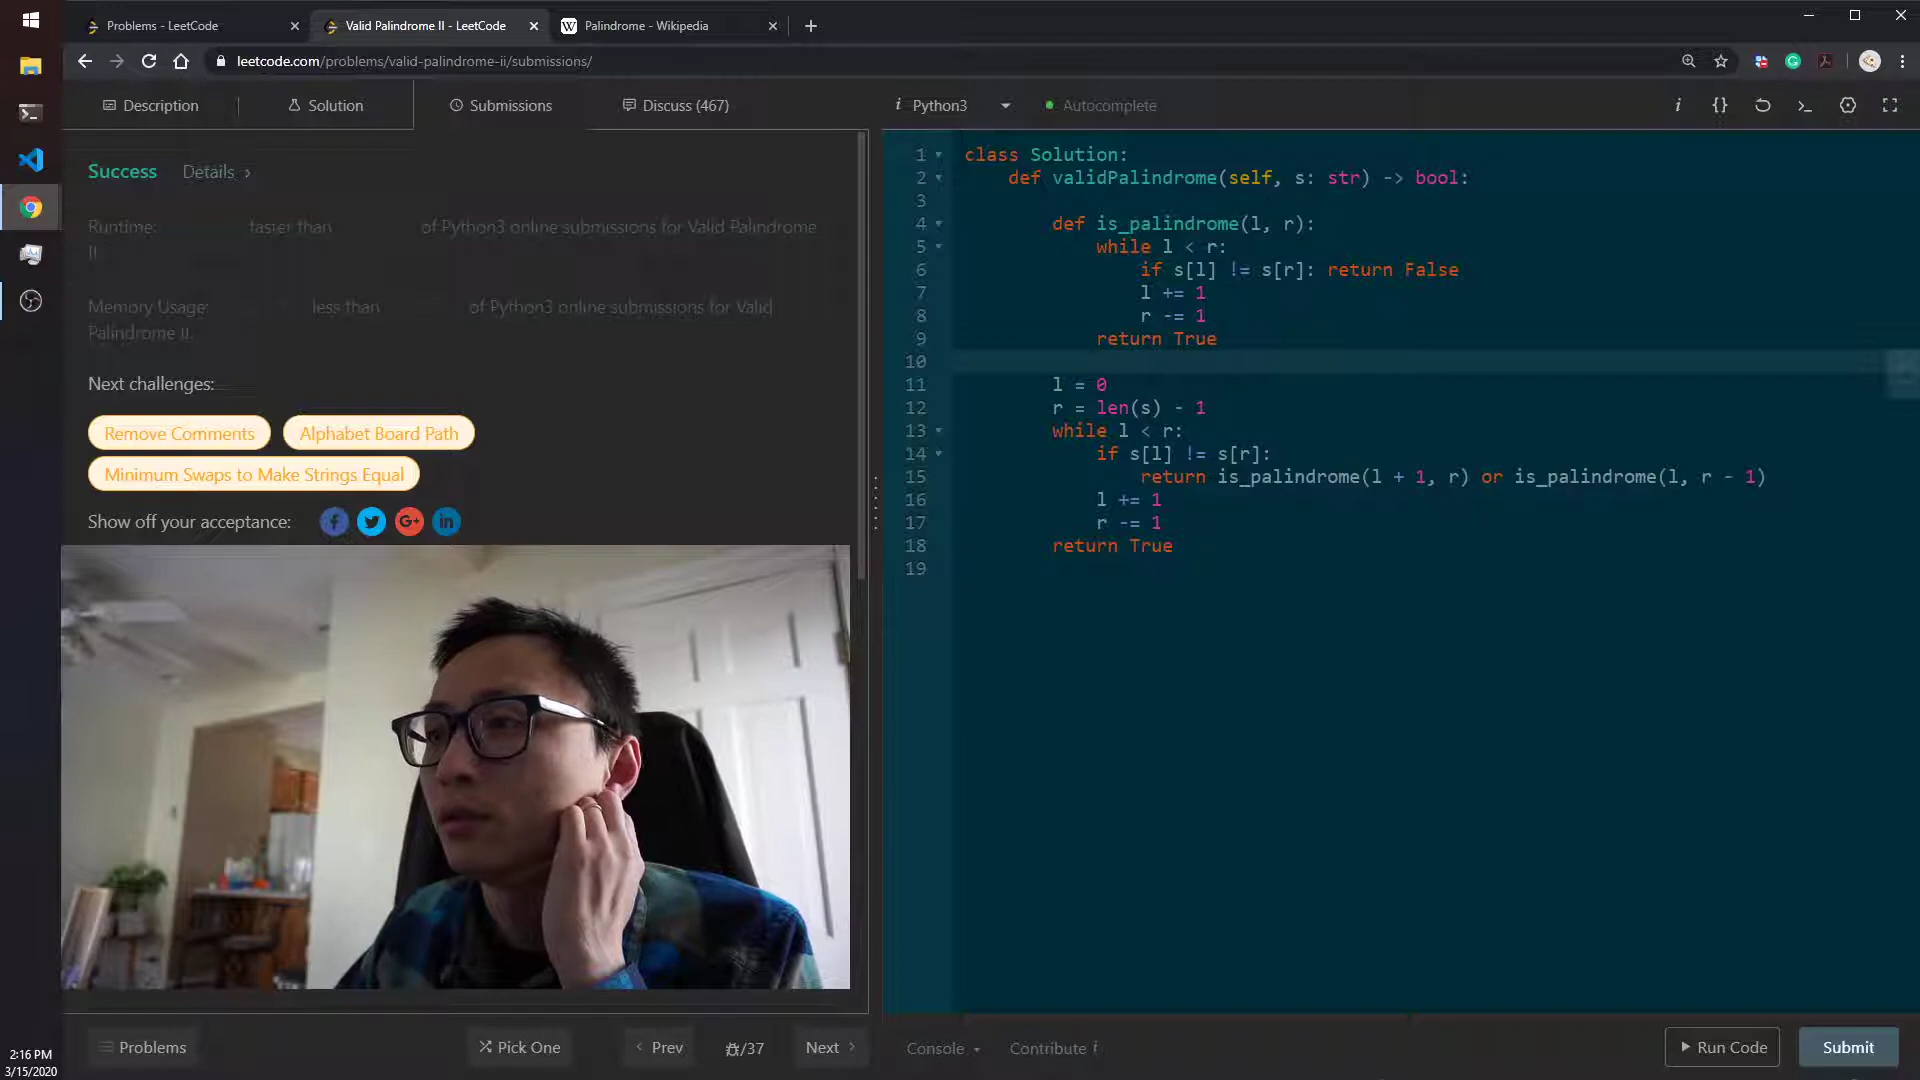 Problems - LeetCode
Valid Palindrome II - LeetCode
Palindrome - Wikipedia
leetcode.com/problems/valid-palindrome-ii/submissions/
Description
Solution
Submissions
Discuss (467)
Python3
Autocomplete
Success
Details
Runtime: faster than of Python3 online submissions for Valid Palindrome
II.
Memory Usage: less than of Python3 online submissions for Valid
Palindrome II.
Next challenges:
Remove Comments
Alphabet Board Path
Minimum Swaps to Make Strings Equal
Show off your acceptance:
1 class Solution:
2 def validPalindrome(self, s: str) -> bool:
3
4 def is_palindrome(l, r):
5 while l < r:
6 if s[l] != s[r]: return False
7 l += 1
8 r -= 1
9 return True
10
11 l = 0
12 r = len(s) - 1
13 while l < r:
14 if s[l] != s[r]:
15 return is_palindrome(l + 1, r) or is_palindrome(l, r - 1)
16 l += 1
17 r -= 1
18 return True
19
Problems
Pick One
Prev
/37
Next
Console
Contribute
Run Code
Submit
2:16 PM
3/15/2020